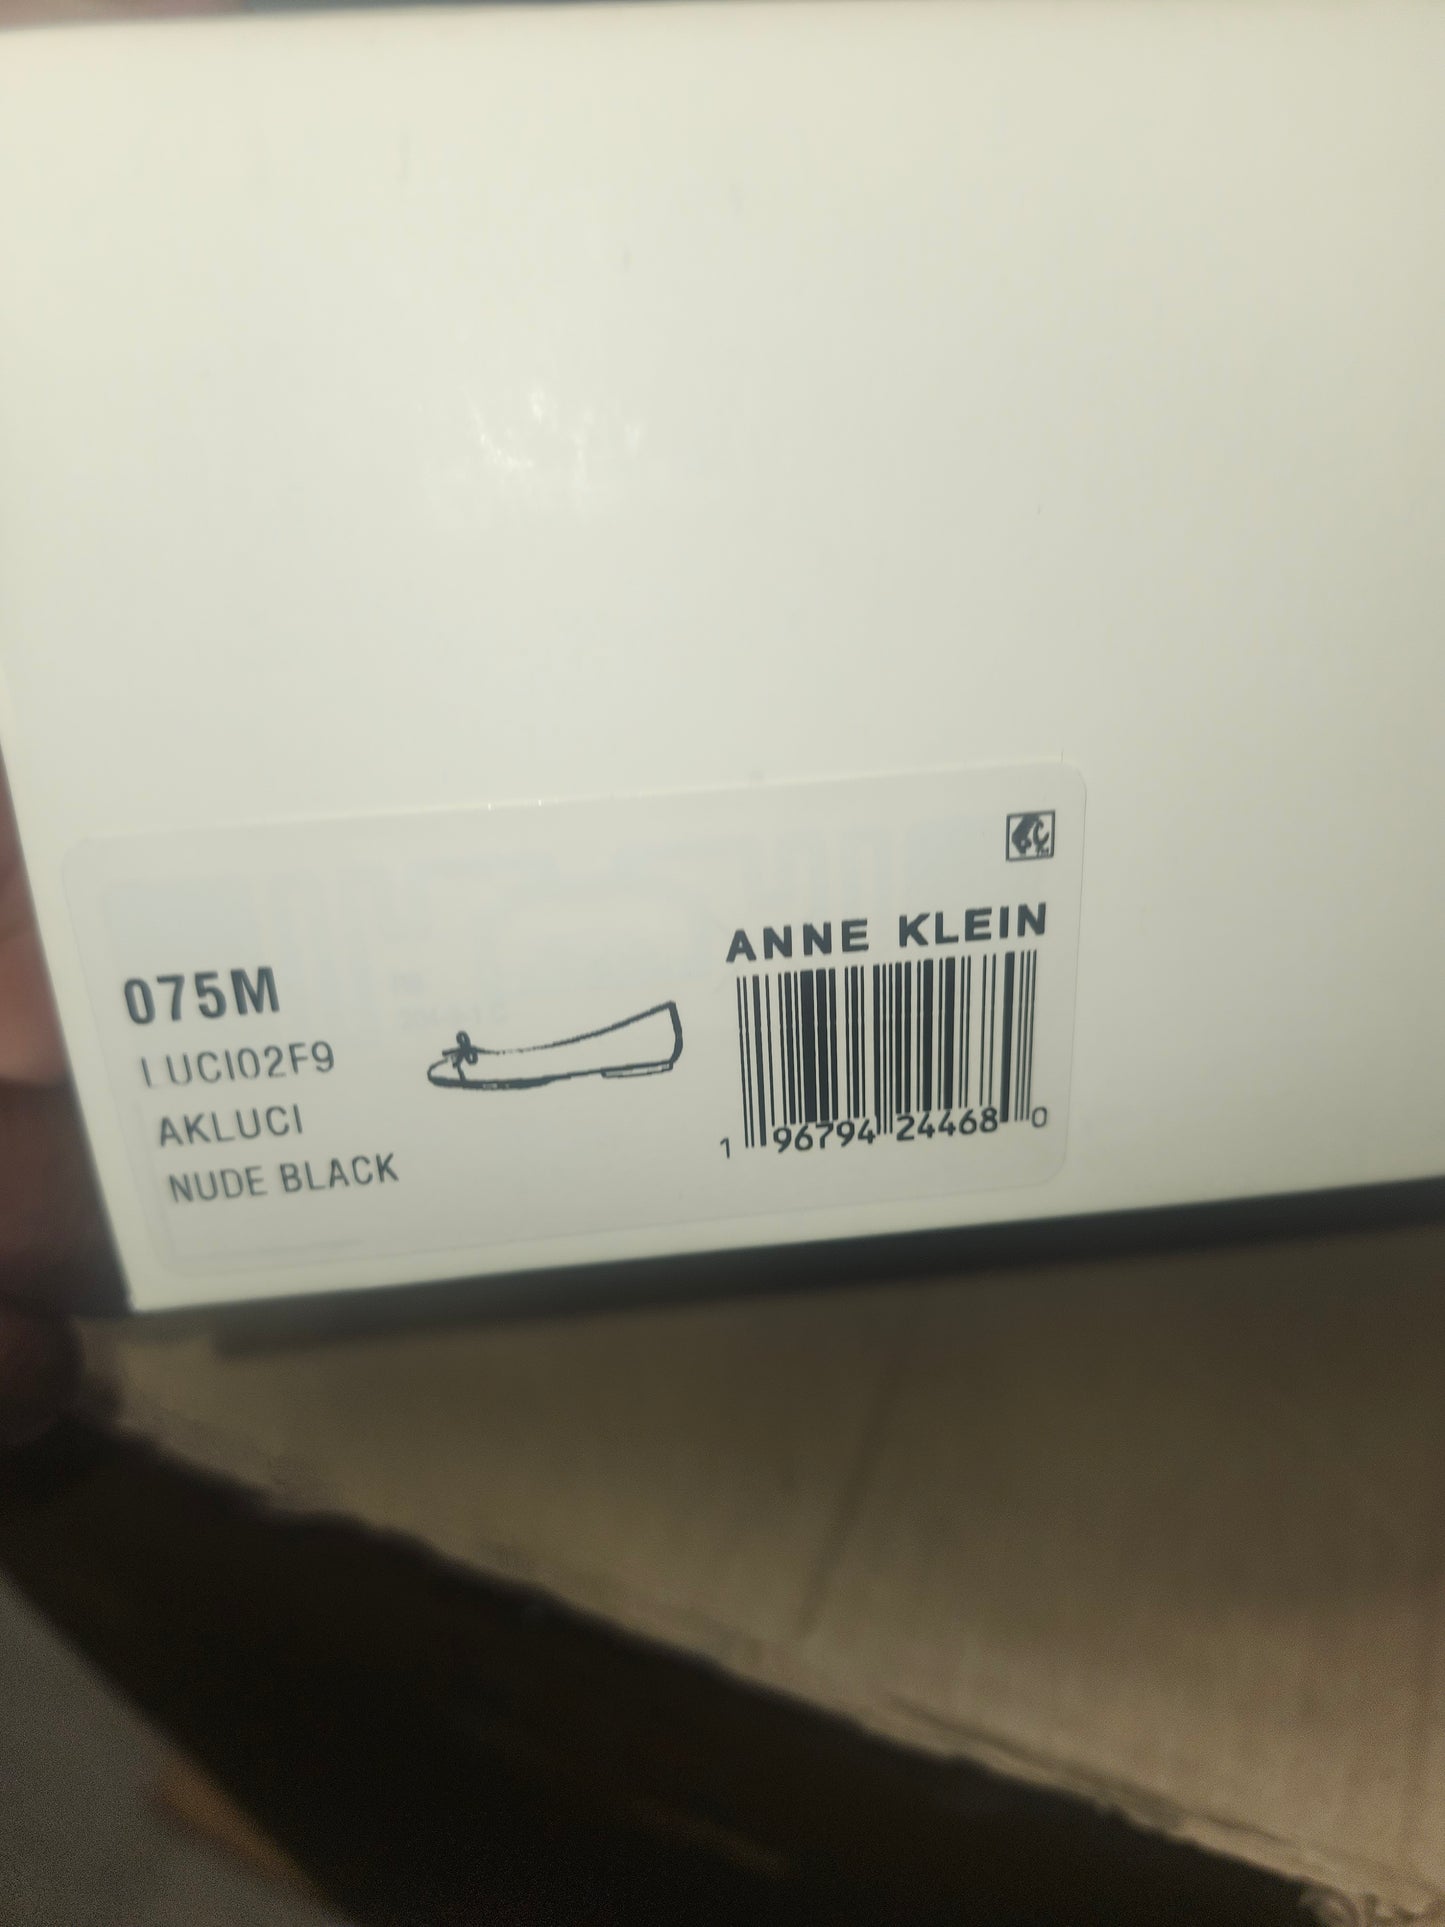 ANNE KLEIN
075M
LUCI02F9
AKLUCI
NUDE BLACK
1 96794 24468 0